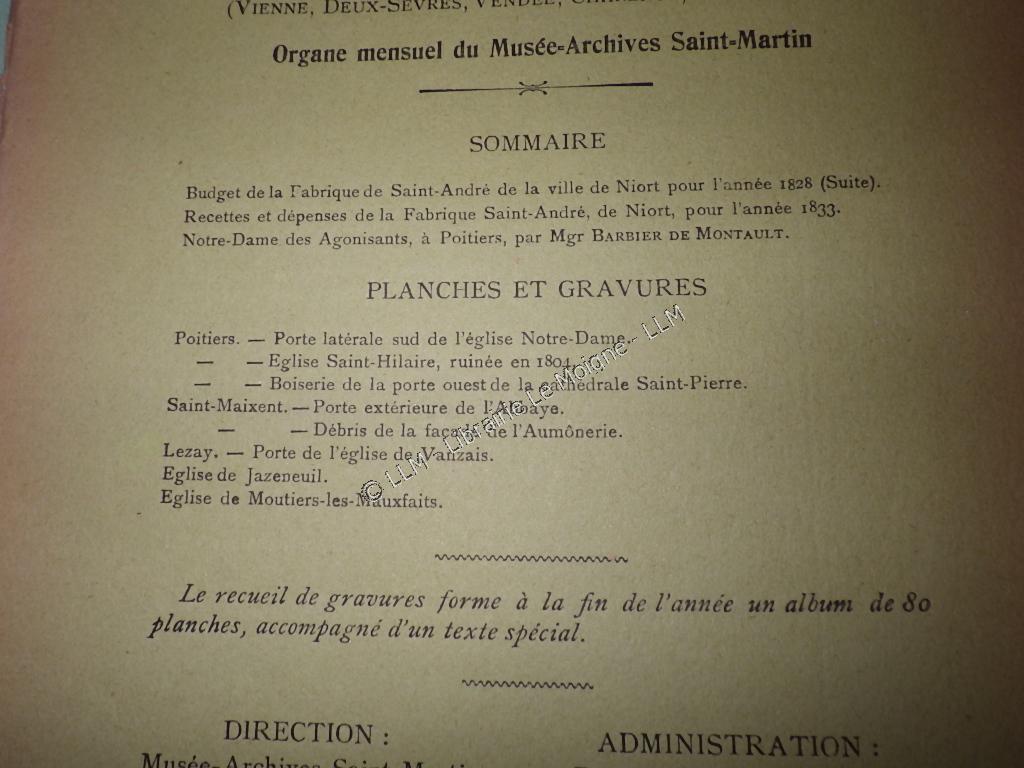 (VIENNE, DEUX-SÈVRES, VENDÉE,
Organe mensuel du Musée-Archives Saint-Martin
SOMMAIRE
Budget de la Fabrique de Saint-André de la ville de Niort pour l'année 1828 (Suite).
Recettes et dépenses de la Fabrique Saint-André, de Niort, pour l'année 1833.
Notre-Dame des Agonisants, à Poitiers, par Mgr BARBIER DE MONTAULT.
PLANCHES ET GRAVURES
Poitiers. — Porte latérale sud de l'église Notre-Dame.
— — Eglise Saint-Hilaire, ruinée en 1804.
— — Boiserie de la porte ouest de la cathédrale Saint-Pierre.
Saint-Maixent. — Porte extérieure de l'Abbaye.
— — Débris de la façade de l'Aumônerie.
Lezay. — Porte de l'église de Vanzais.
Eglise de Jazeneuil.
Eglise de Moutiers-les-Mauxfaits.
© LLM - Librairie Le Moigne - LLM
Le recueil de gravures forme à la fin de l'année un album de 80
planches, accompagné d'un texte spécial.
DIRECTION :
ADMINISTRATION :
Musée-Archives Saint-Martin